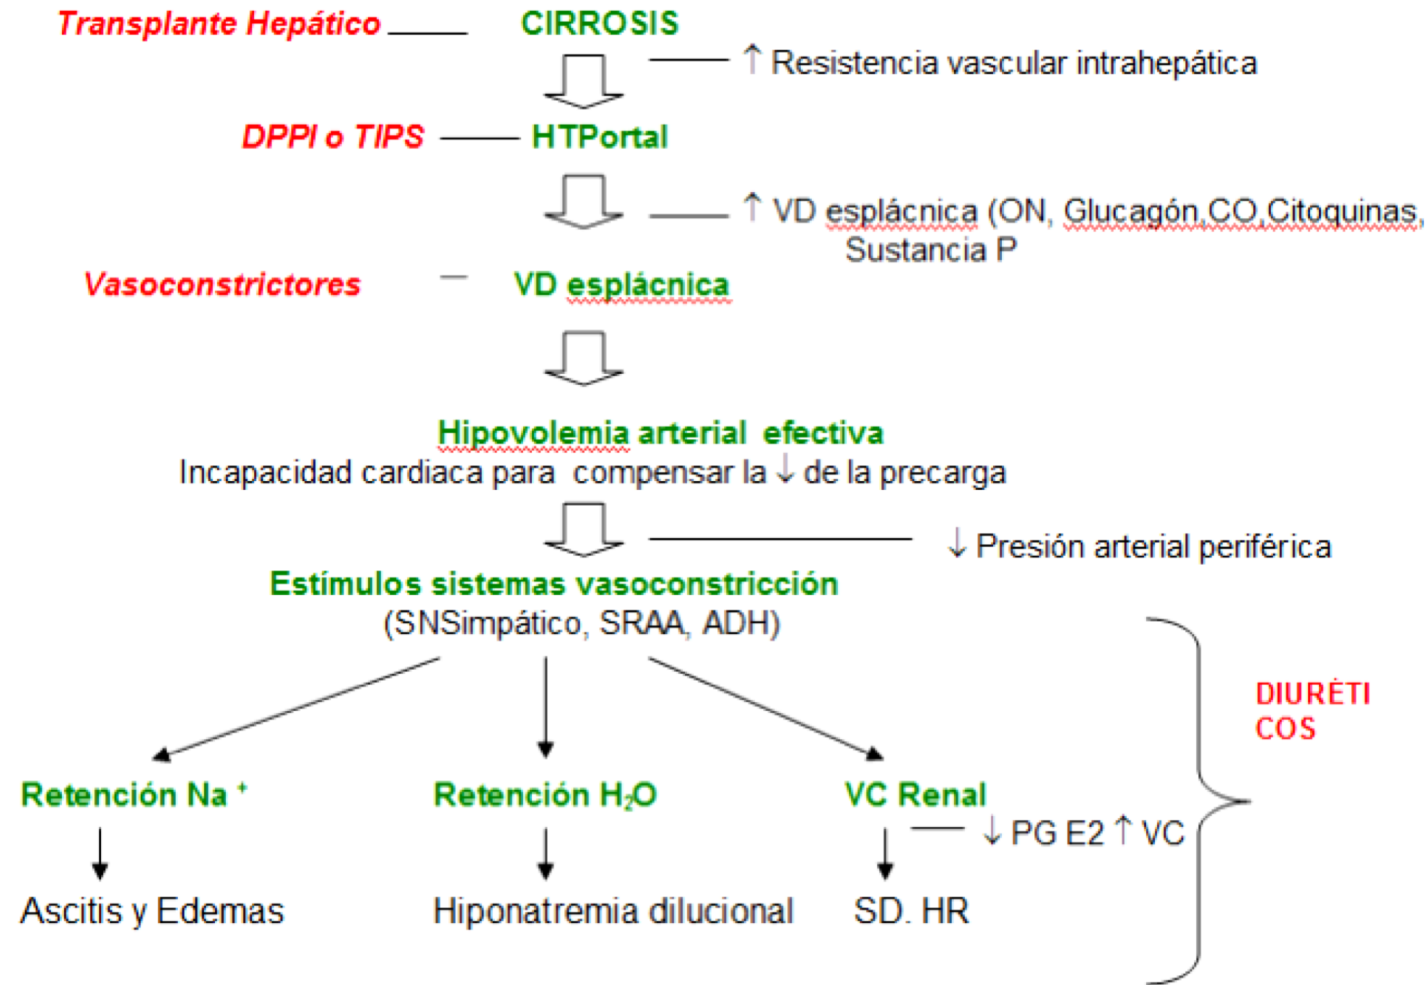 Transplante Hepático
CIRROSIS
↑ Resistencia vascular intrahepática
DPPI o TIPS
HTPortal
↑ VD esplácnica (ON, Glucagón,CO,Citoquinas,
Sustancia P
Vasoconstrictores
VD esplácnica
Hipovolemia arterial efectiva
Incapacidad cardiaca para compensar la ↓ de la precarga
↓ Presión arterial periférica
Estímulos sistemas vasoconstricción
(SNSimpático, SRAA, ADH)
DIURÉTI
COS
Retención Na +
Retención H₂O
VC Renal
↓ PG E2 ↑ VC
Ascitis y Edemas
Hiponatremia dilucional
SD. HR